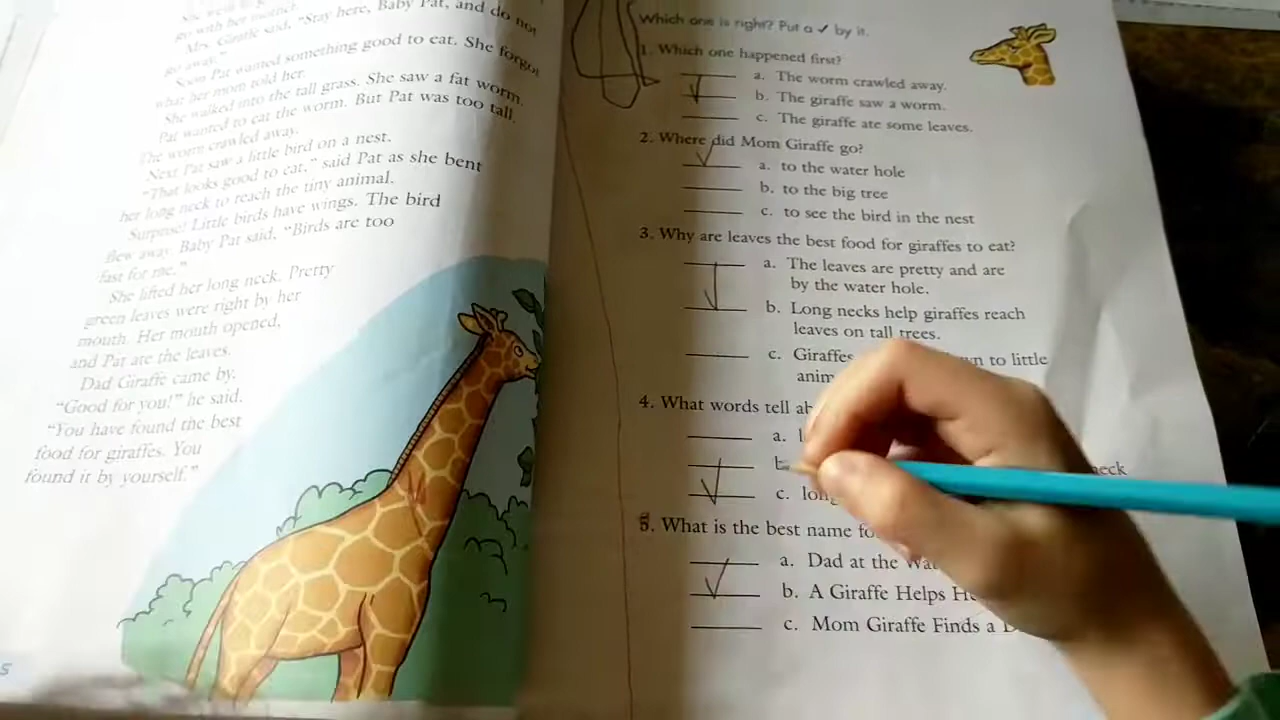 go with her mother.
Mrs. Giraffe said, "Stay here, Baby Pat, and do not
go away."
Soon Pat wanted something good to eat. She forgot
what her mom told her.
She walked into the tall grass. She saw a fat worm.
Pat wanted to eat the worm. But Pat was too tall.
The worm crawled away.
Next Pat saw a little bird on a nest.
"That looks good to eat," said Pat as she bent
her long neck to reach the tiny animal.
Surprise! Little birds have wings. The bird
flew away. Baby Pat said, "Birds are too
fast for me."
She lifted her long neck. Pretty
green leaves were right by her
mouth. Her mouth opened,
and Pat ate the leaves.
Dad Giraffe came by.
"Good for you!" he said.
"You have found the best
food for giraffes. You
found it by yourself."
5
Which one is right? Put a ✓ by it.
1. Which one happened first?
a. The worm crawled away.
b. The giraffe saw a worm.
c. The giraffe ate some leaves.
2. Where did Mom Giraffe go?
a. to the water hole
b. to the big tree
c. to see the bird in the nest
3. Why are leaves the best food for giraffes to eat?
a. The leaves are pretty and are
by the water hole.
b. Long necks help giraffes reach
leaves on tall trees.
c. Giraffes to little
4. What words tell
a.
neck
c.
5. What is the best name
a. Dad at the
b. A Giraffe Helps
c. Mom Giraffe Finds a